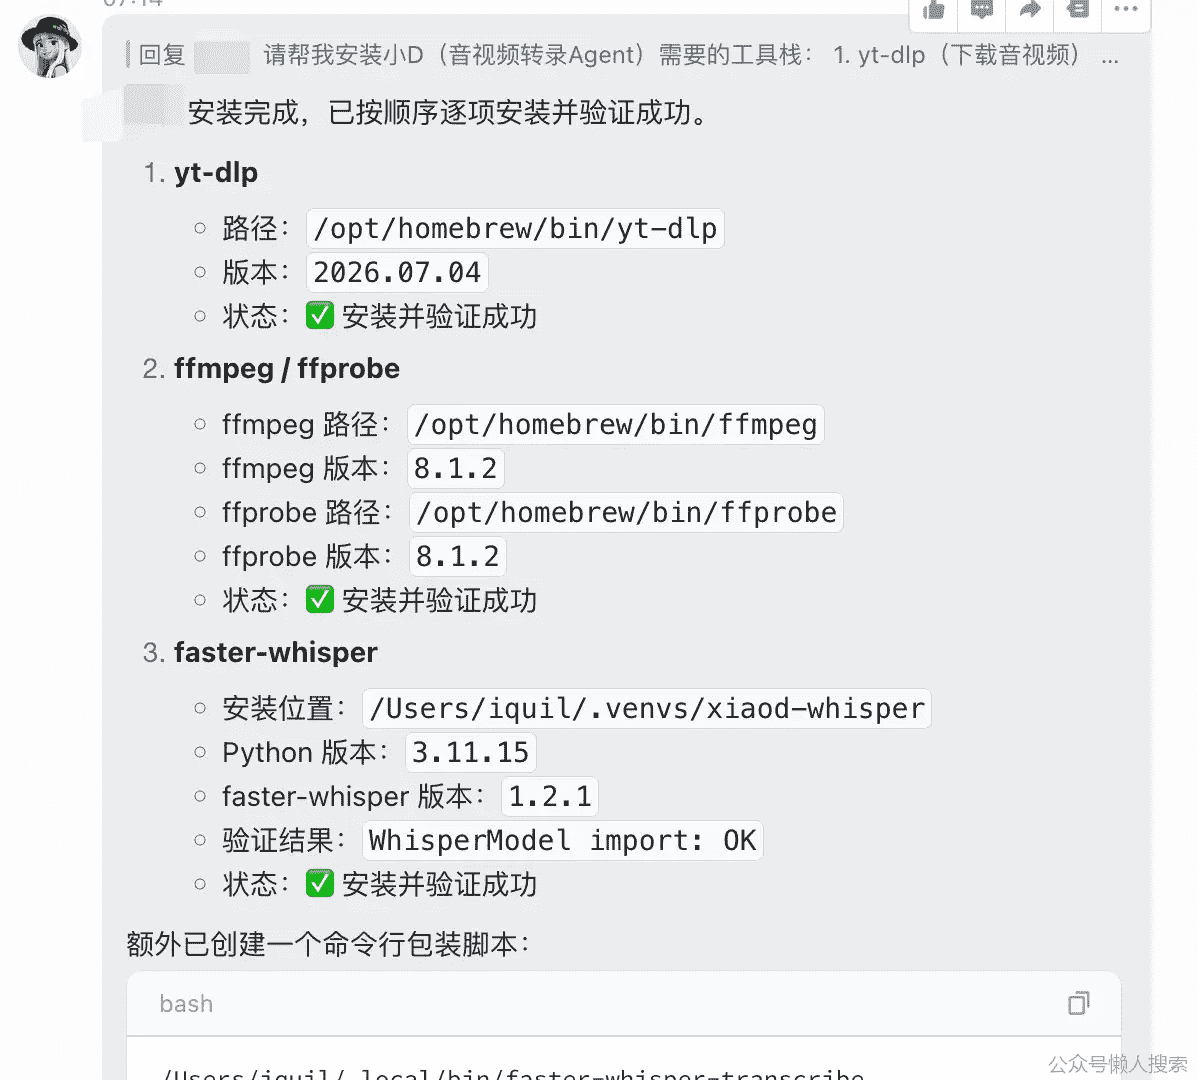 07:14
回复 请帮我安装小D（音视频转录Agent）需要的工具栈： 1. yt-dlp（下载音视频） ...
安装完成，已按顺序逐项安装并验证成功。
1. yt-dlp
路径： /opt/homebrew/bin/yt-dlp
版本： 2026.07.04
状态： ✅ 安装并验证成功
2. ffmpeg / ffprobe
ffmpeg 路径： /opt/homebrew/bin/ffmpeg
ffmpeg 版本： 8.1.2
ffprobe 路径： /opt/homebrew/bin/ffprobe
ffprobe 版本： 8.1.2
状态： ✅ 安装并验证成功
3. faster-whisper
安装位置： /Users/iquil/.venvs/xiaod-whisper
Python 版本： 3.11.15
faster-whisper 版本： 1.2.1
验证结果： WhisperModel import: OK
状态： ✅ 安装并验证成功
额外已创建一个命令行包装脚本：
bash
/Users/iquil/.local/bin/faster-whisper-transcribe
公众号懒人搜索